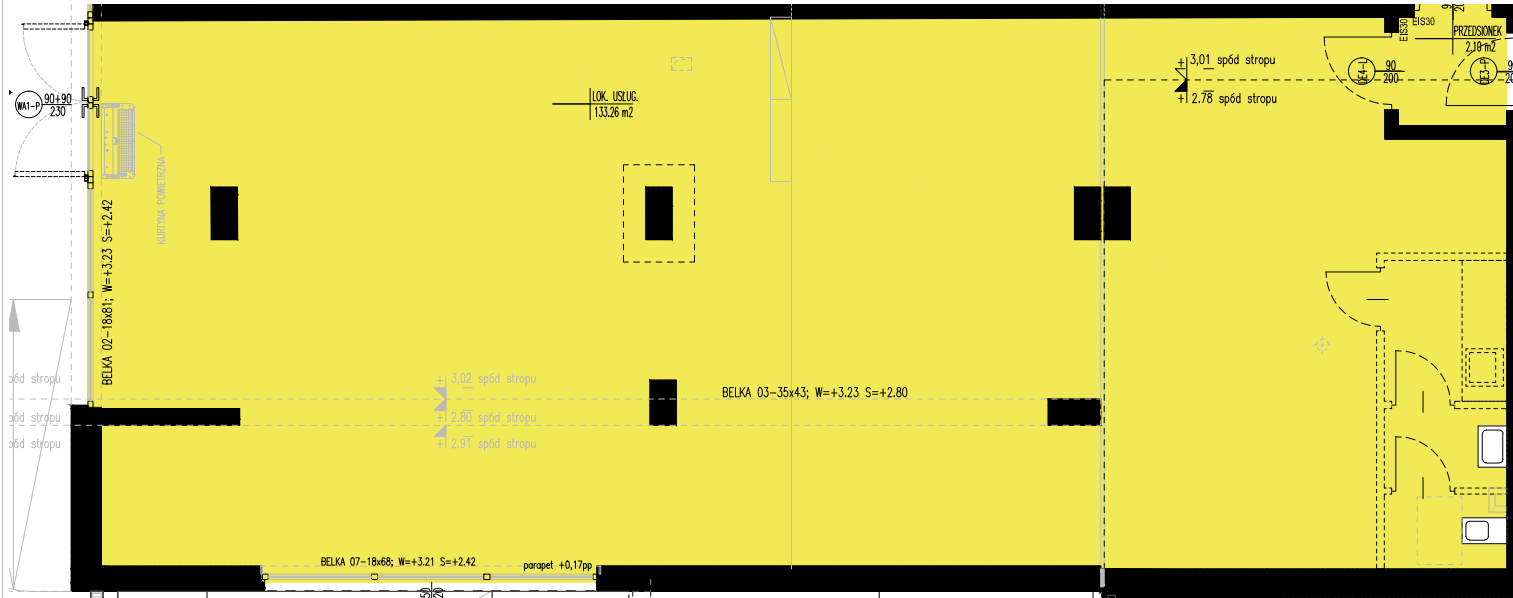 EIS30
EIS30
PRZEDSIONEK
2,10 m2
+ 3,01 spód stropu
+ 2.78 spód stropu
DE4-L
90
200
DE3-P
WA1-P
90+90
230
LOK. USŁUG.
133.26 m2
KURTYNA POWIETRZNA
BELKA 02-18x81; W=+3.23 S=+2.42
spód stropu
spód stropu
spód stropu
+ 3,02 spód stropu
+ 2.80 spód stropu
+ 2.91 spód stropu
BELKA 03-35x43; W=+3.23 S=+2.80
BELKA 07-18x68; W=+3.21 S=+2.42
parapet +0,17pp